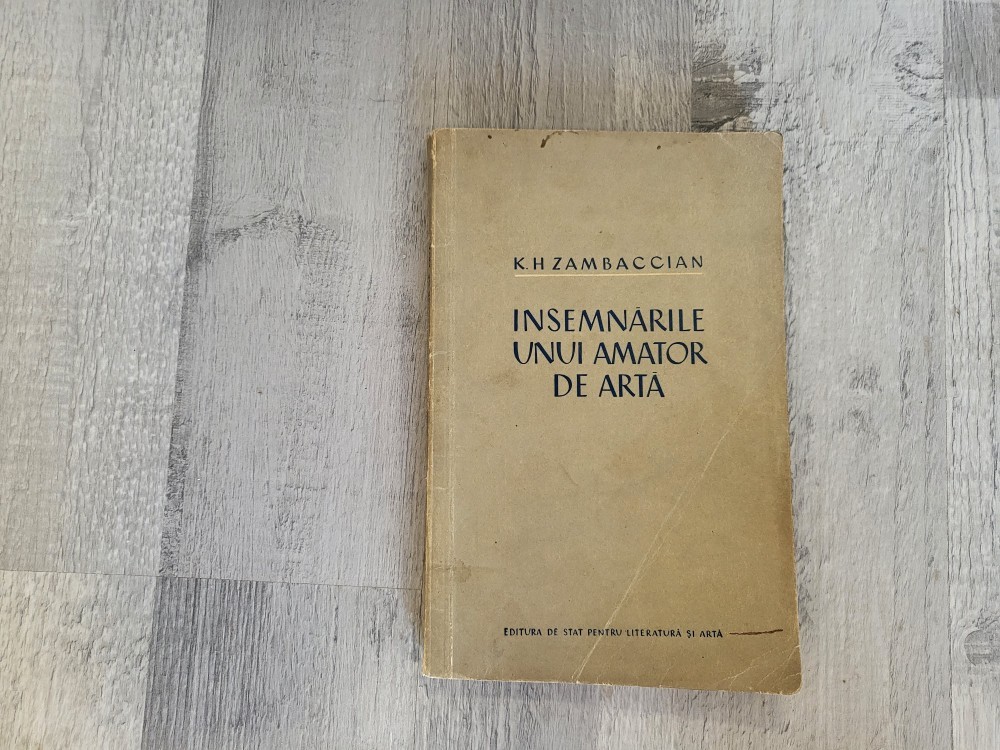 K. H ZAMBACCIAN
INSEMNĂRILE
UNUI AMATOR
DE ARTĂ
EDITURA DE STAT PENTRU LITERATURĂ ȘI ARTĂ